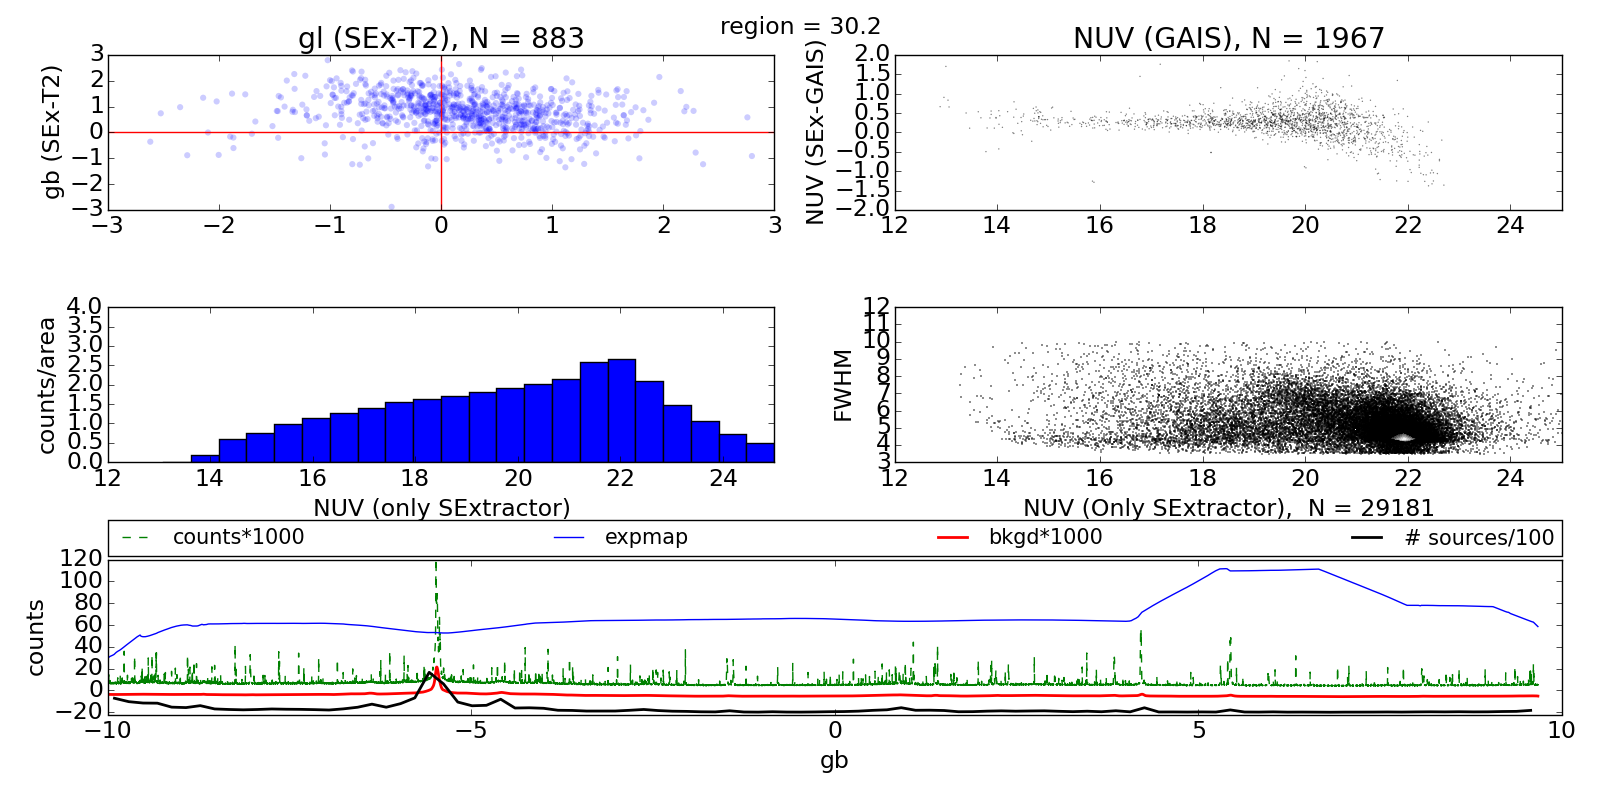 region = 30.2
gl (SEx-T2), N = 883
gb (SEx-T2)
3
2
1
0
−1
−2
−3
−3 −2 −1 0 1 2 3
NUV (GAIS), N = 1967
NUV (SEx-GAIS)
2.0
1.5
1.0
0.5
0.0
−0.5
−1.0
−1.5
−2.0
12 14 16 18 20 22 24
counts/area
4.0
3.5
3.0
2.5
2.0
1.5
1.0
0.5
0.0
12 14 16 18 20 22 24
NUV (only SExtractor)
FWHM
12
11
10
9
8
7
6
5
4
3
12 14 16 18 20 22 24
NUV (Only SExtractor), N = 29181
counts*1000 expmap bkgd*1000 # sources/100
counts
120
100
80
60
40
20
0
−20
−10 −5 0 5 10
gb